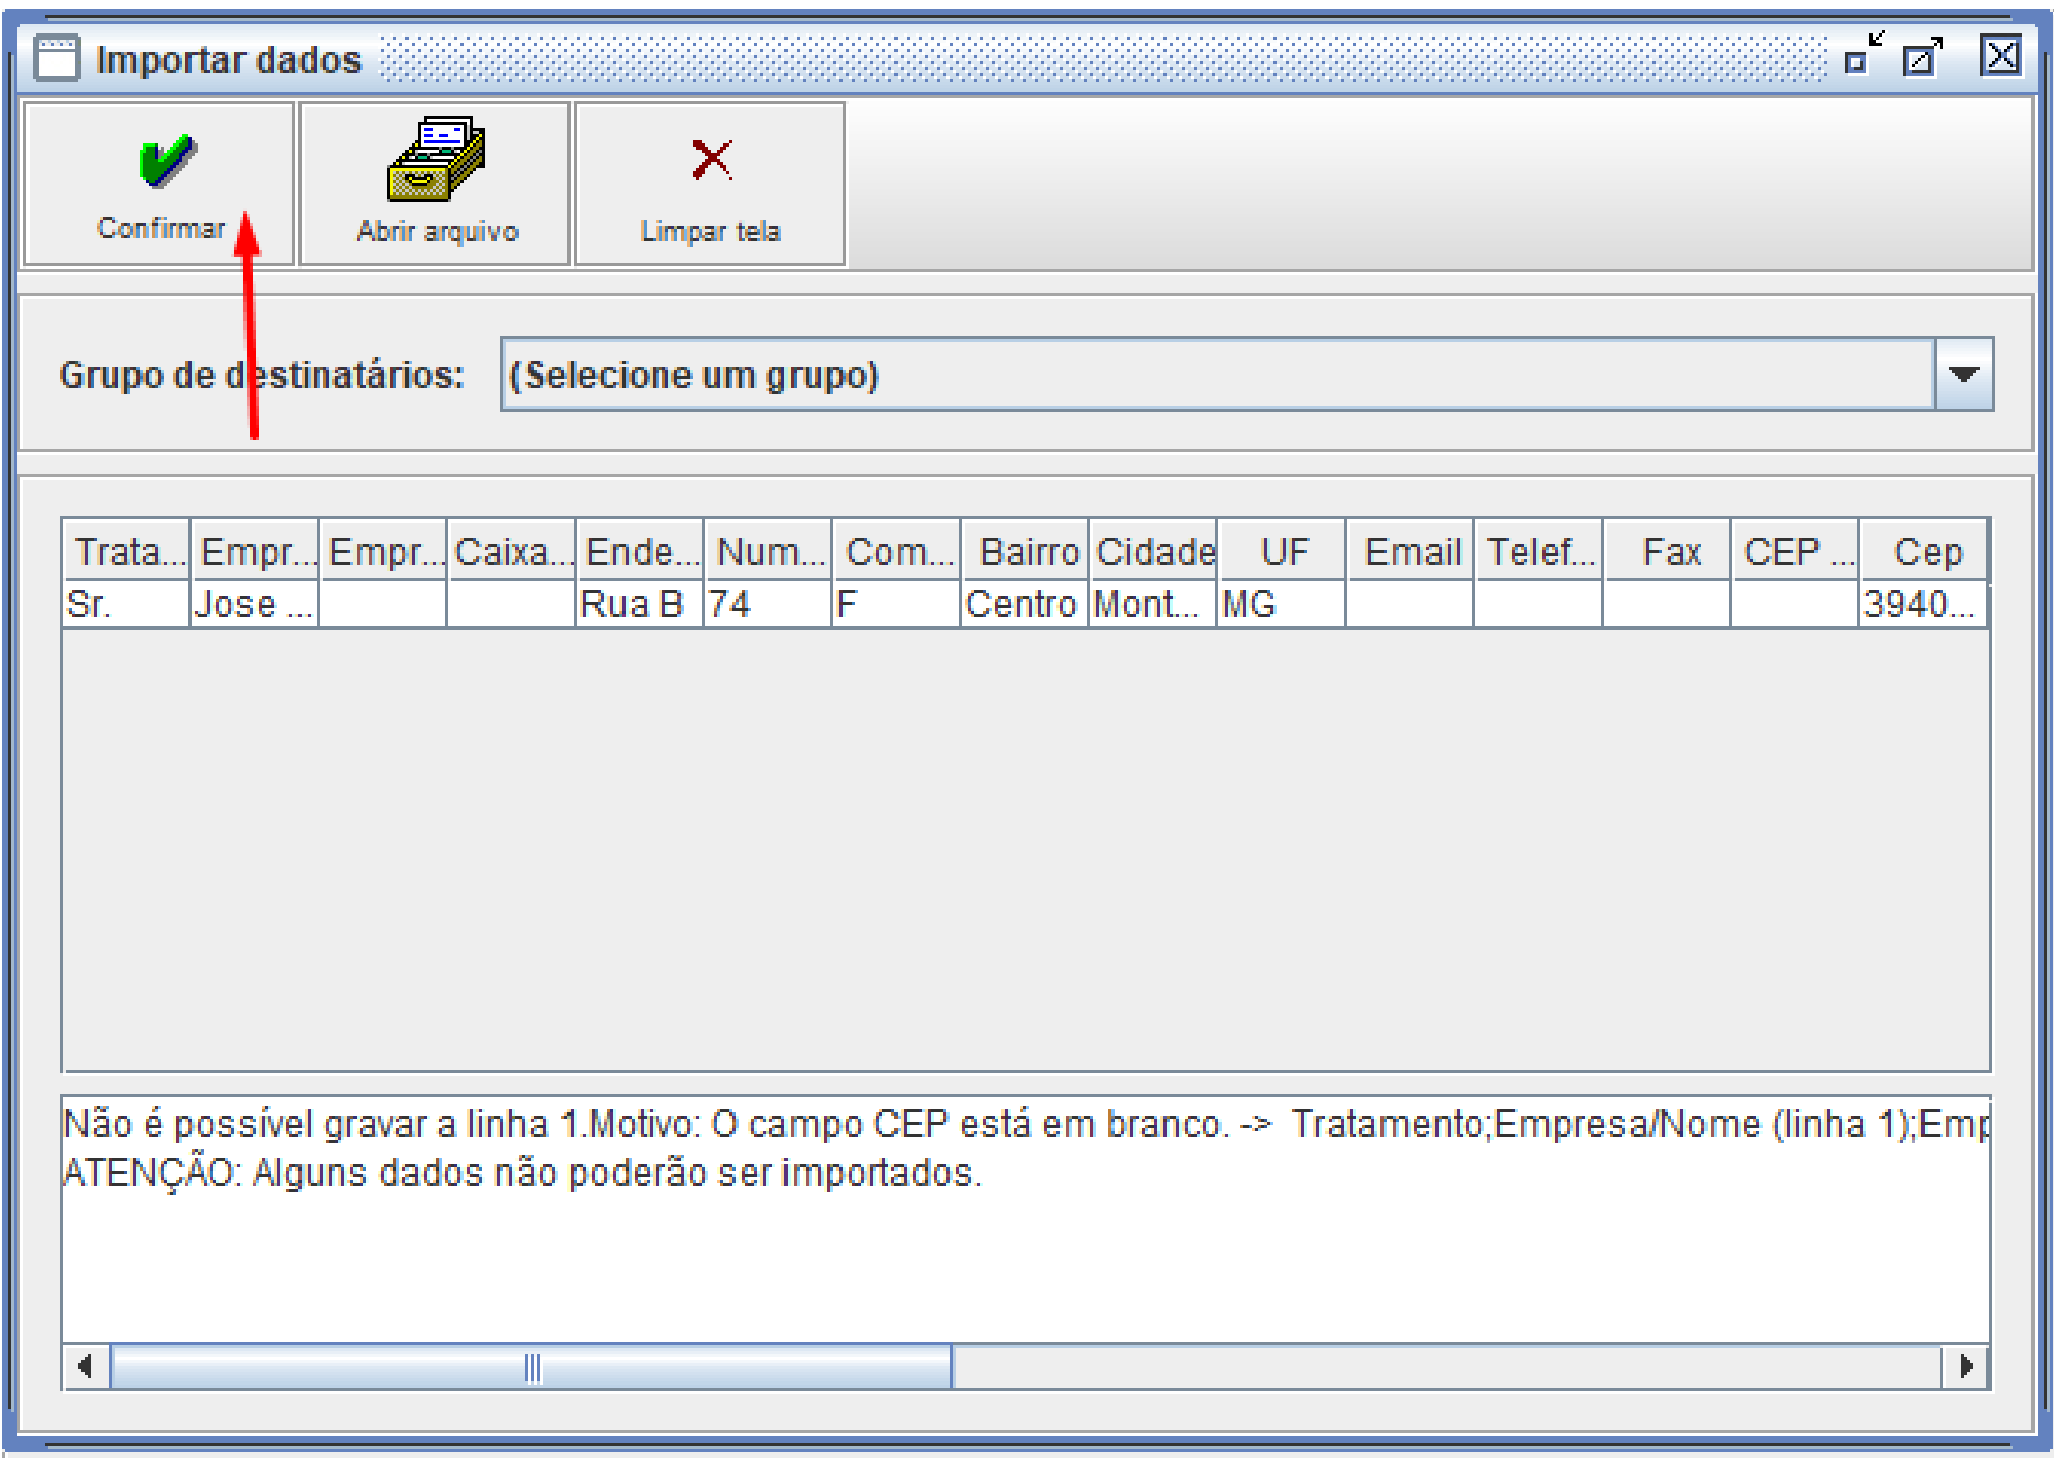 Importar dados
Confirmar
Abrir arquivo
Limpar tela
Grupo de destinatários:
(Selecione um grupo)
Trata... Empr... Empr... Caixa... Ende... Num... Com... Bairro Cidade UF Email Telef... Fax CEP ... Cep
Sr. Jose ... Rua B 74 F Centro Mont... MG 3940...
Não é possível gravar a linha 1.Motivo: O campo CEP está em branco. -> Tratamento;Empresa/Nome (linha 1);Emp
ATENÇÃO: Alguns dados não poderão ser importados.